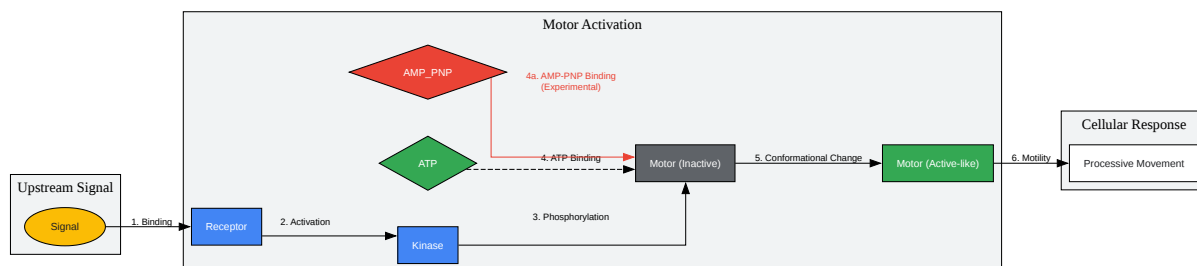 Motor Activation
AMP_PNP
4a. AMP-PNP Binding
(Experimental)
Cellular Response
ATP
4. ATP Binding
Motor (Inactive)
5. Conformational Change
Motor (Active-like)
6. Motility
Processive Movement
Upstream Signal
Signal
1. Binding
Receptor
2. Activation
Kinase
3. Phosphorylation